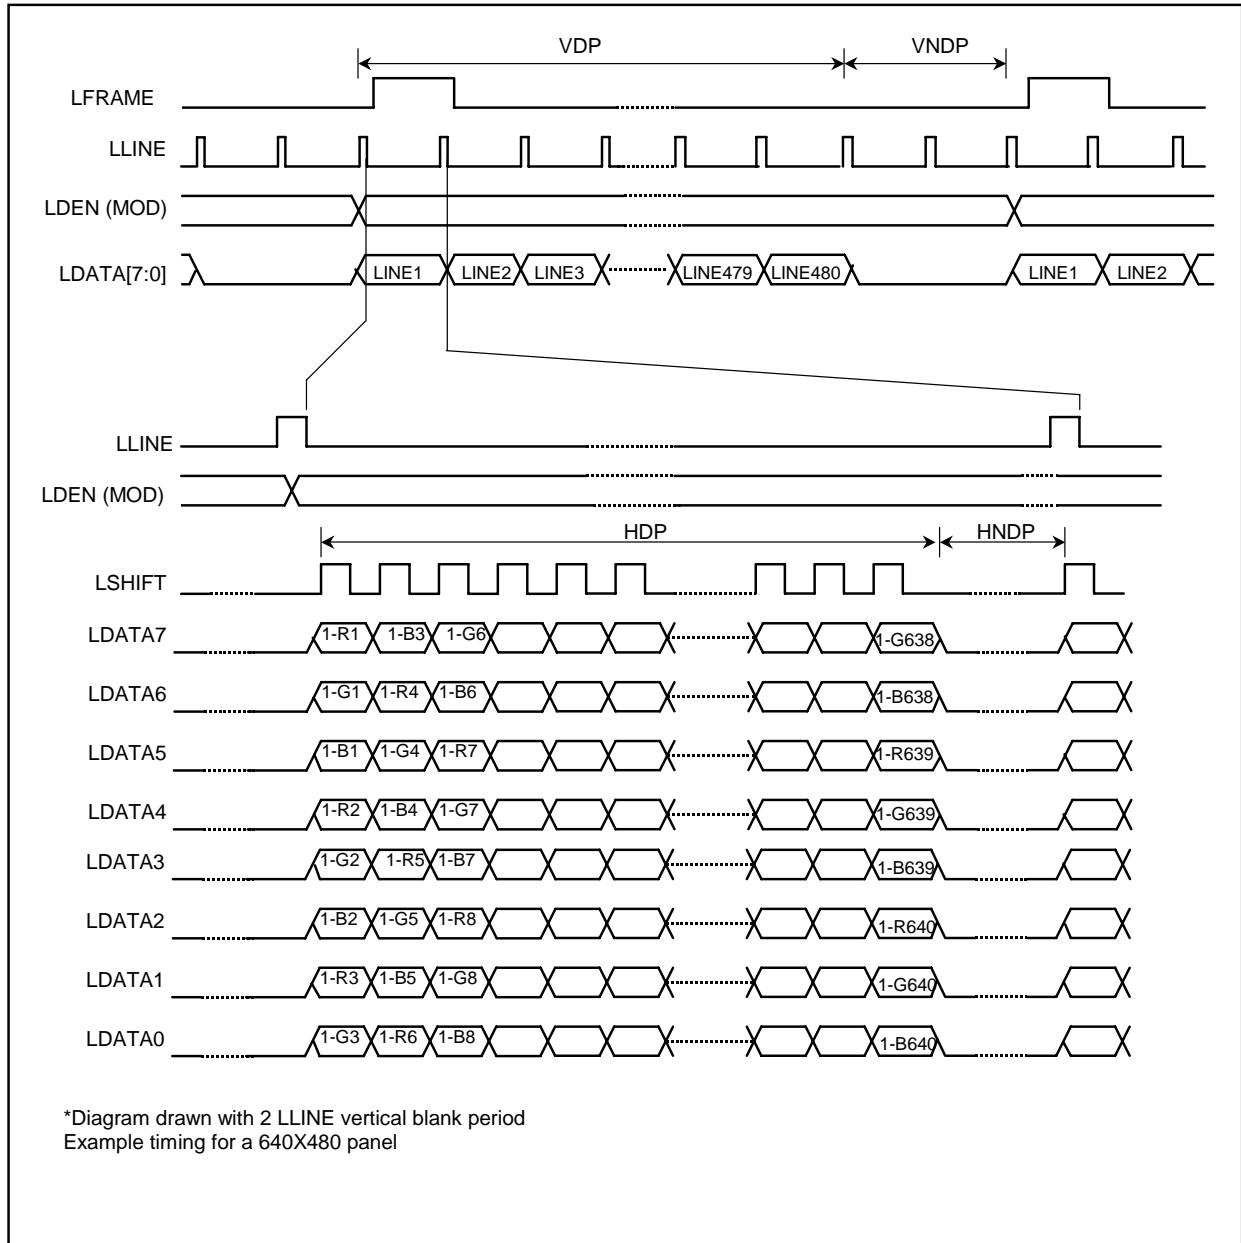 VDP VNDP
LFRAME
LLINE
LDEN (MOD)
LDATA[7:0] LINE1 LINE2 LINE3 LINE479 LINE480 LINE1 LINE2
LLINE
LDEN (MOD)
HDP HNDP
LSHIFT
LDATA7 1-R1 1-B3 1-G6 1-G638
LDATA6 1-G1 1-R4 1-B6 1-B638
LDATA5 1-B1 1-G4 1-R7 1-R639
LDATA4 1-R2 1-B4 1-G7 1-G639
LDATA3 1-G2 1-R5 1-B7 1-B639
LDATA2 1-B2 1-G5 1-R8 1-R640
LDATA1 1-R3 1-B5 1-G8 1-G640
LDATA0 1-G3 1-R6 1-B8 1-B640
*Diagram drawn with 2 LLINE vertical blank period
Example timing for a 640X480 panel